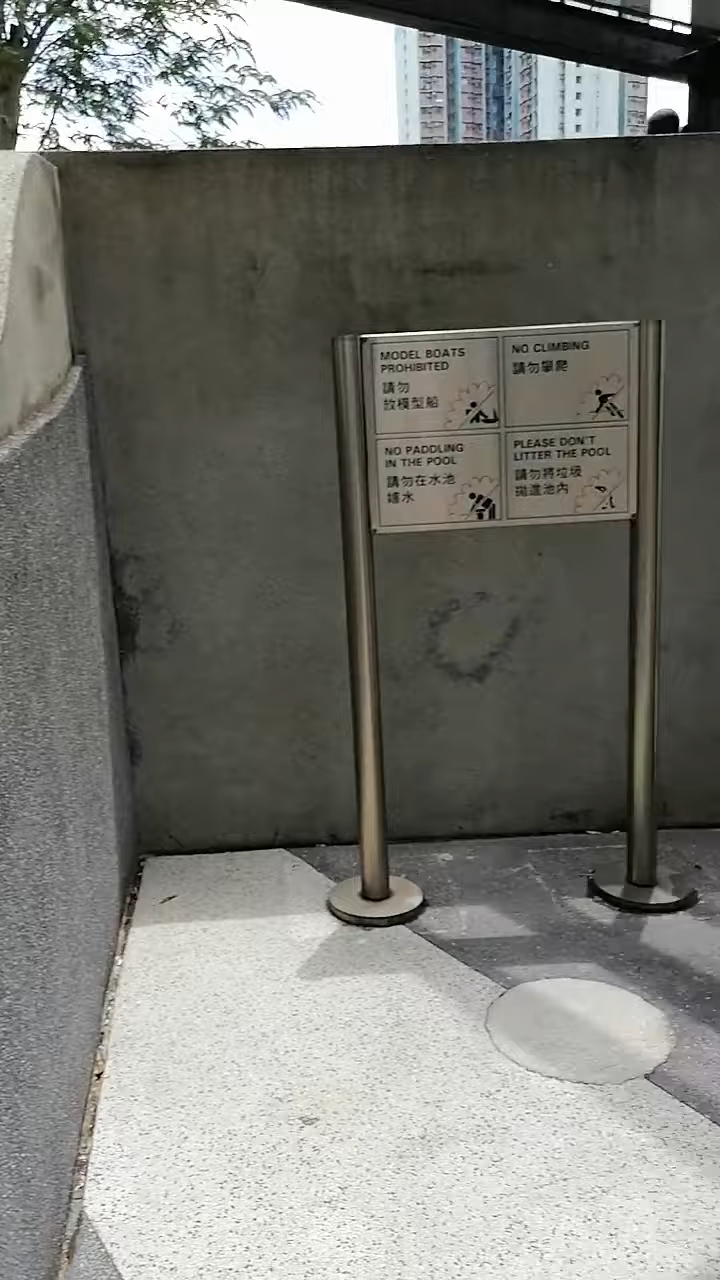 MODEL BOATS
PROHIBITED
請勿
放模型船
NO CLIMBING
請勿攀爬
NO PADDLING
IN THE POOL
請勿在水池
嬉水
PLEASE DON'T
LITTER THE POOL
請勿將垃圾
拋進池內